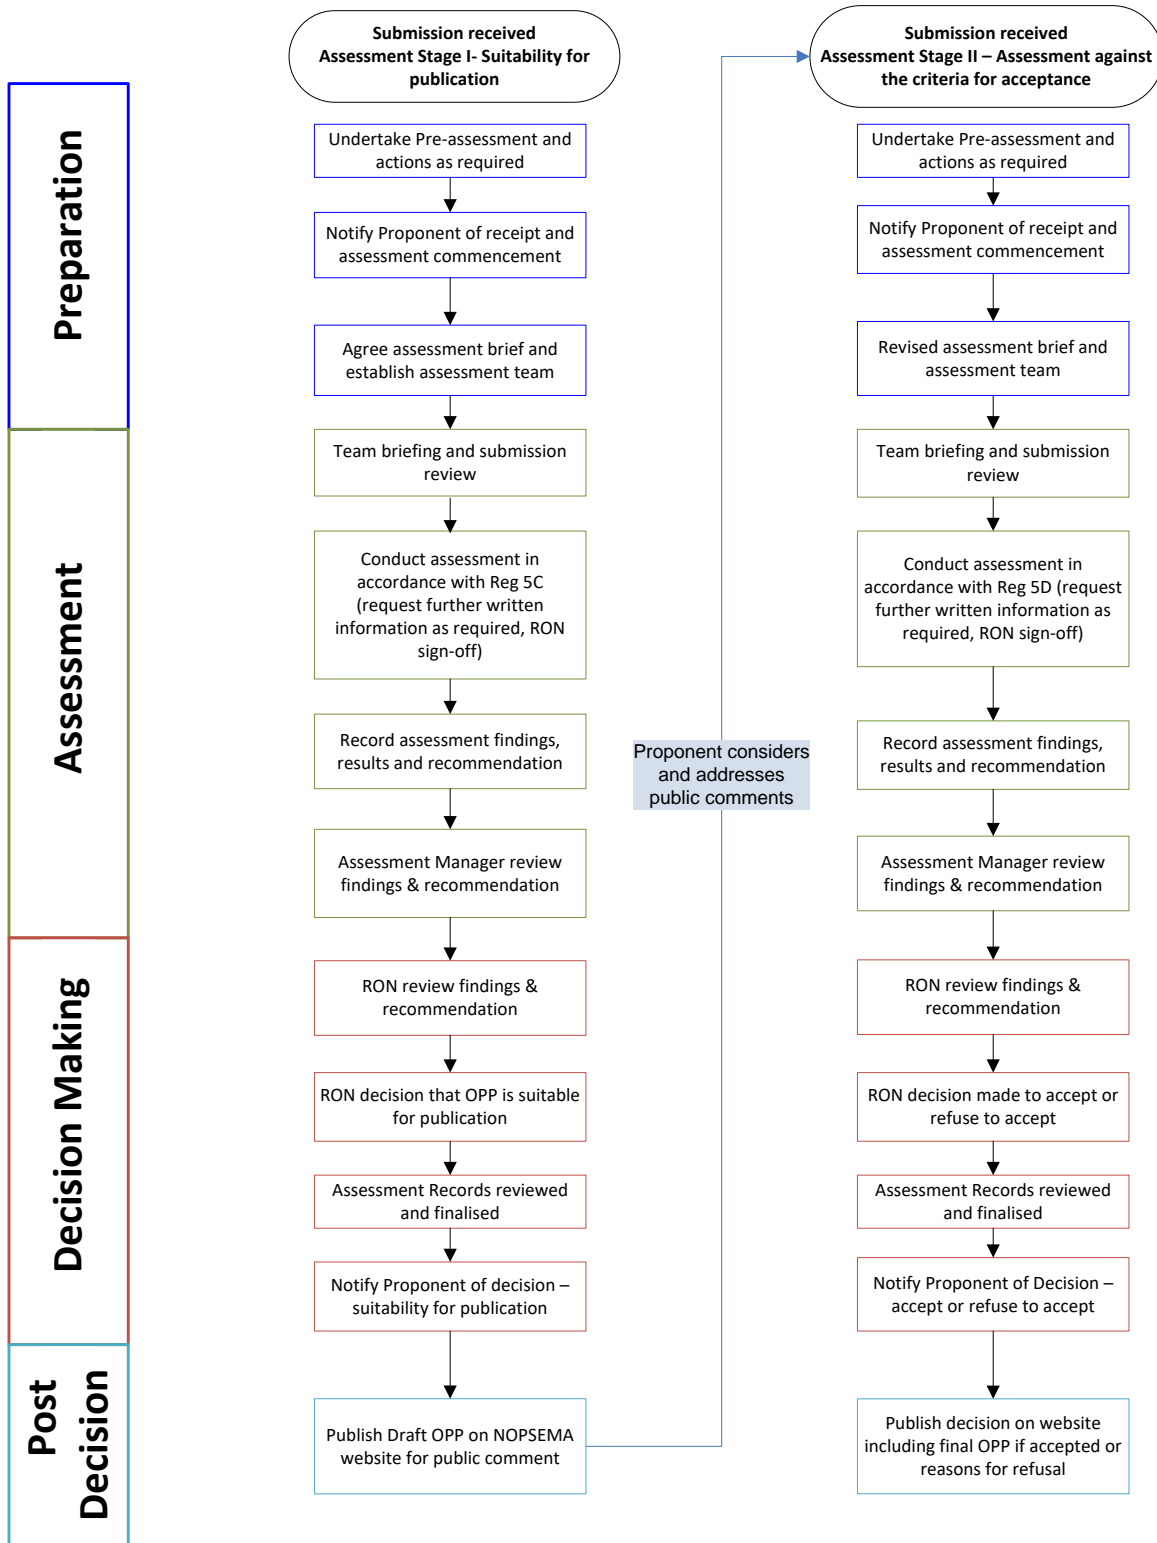 Submission received
Assessment Stage I- Suitability for
publication
Submission received
Assessment Stage II – Assessment against
the criteria for acceptance
Preparation
Undertake Pre-assessment and
actions as required
Notify Proponent of receipt and
assessment commencement
Agree assessment brief and
establish assessment team
Undertake Pre-assessment and
actions as required
Notify Proponent of receipt and
assessment commencement
Revised assessment brief and
assessment team
Assessment
Team briefing and submission
review
Conduct assessment in
accordance with Reg 5C
(request further written
information as required, RON
sign-off)
Record assessment findings,
results and recommendation
Assessment Manager review
findings & recommendation
Proponent considers
and addresses
public comments
Team briefing and submission
review
Conduct assessment in
accordance with Reg 5D (request
further written information as
required, RON sign-off)
Record assessment findings,
results and recommendation
Assessment Manager review
findings & recommendation
Decision Making
RON review findings &
recommendation
RON decision that OPP is suitable
for publication
Assessment Records reviewed
and finalised
Notify Proponent of decision –
suitability for publication
RON review findings &
recommendation
RON decision made to accept or
refuse to accept
Assessment Records reviewed
and finalised
Notify Proponent of Decision –
accept or refuse to accept
Post
Decision
Publish Draft OPP on NOPSEMA
website for public comment
Publish decision on website
including final OPP if accepted or
reasons for refusal